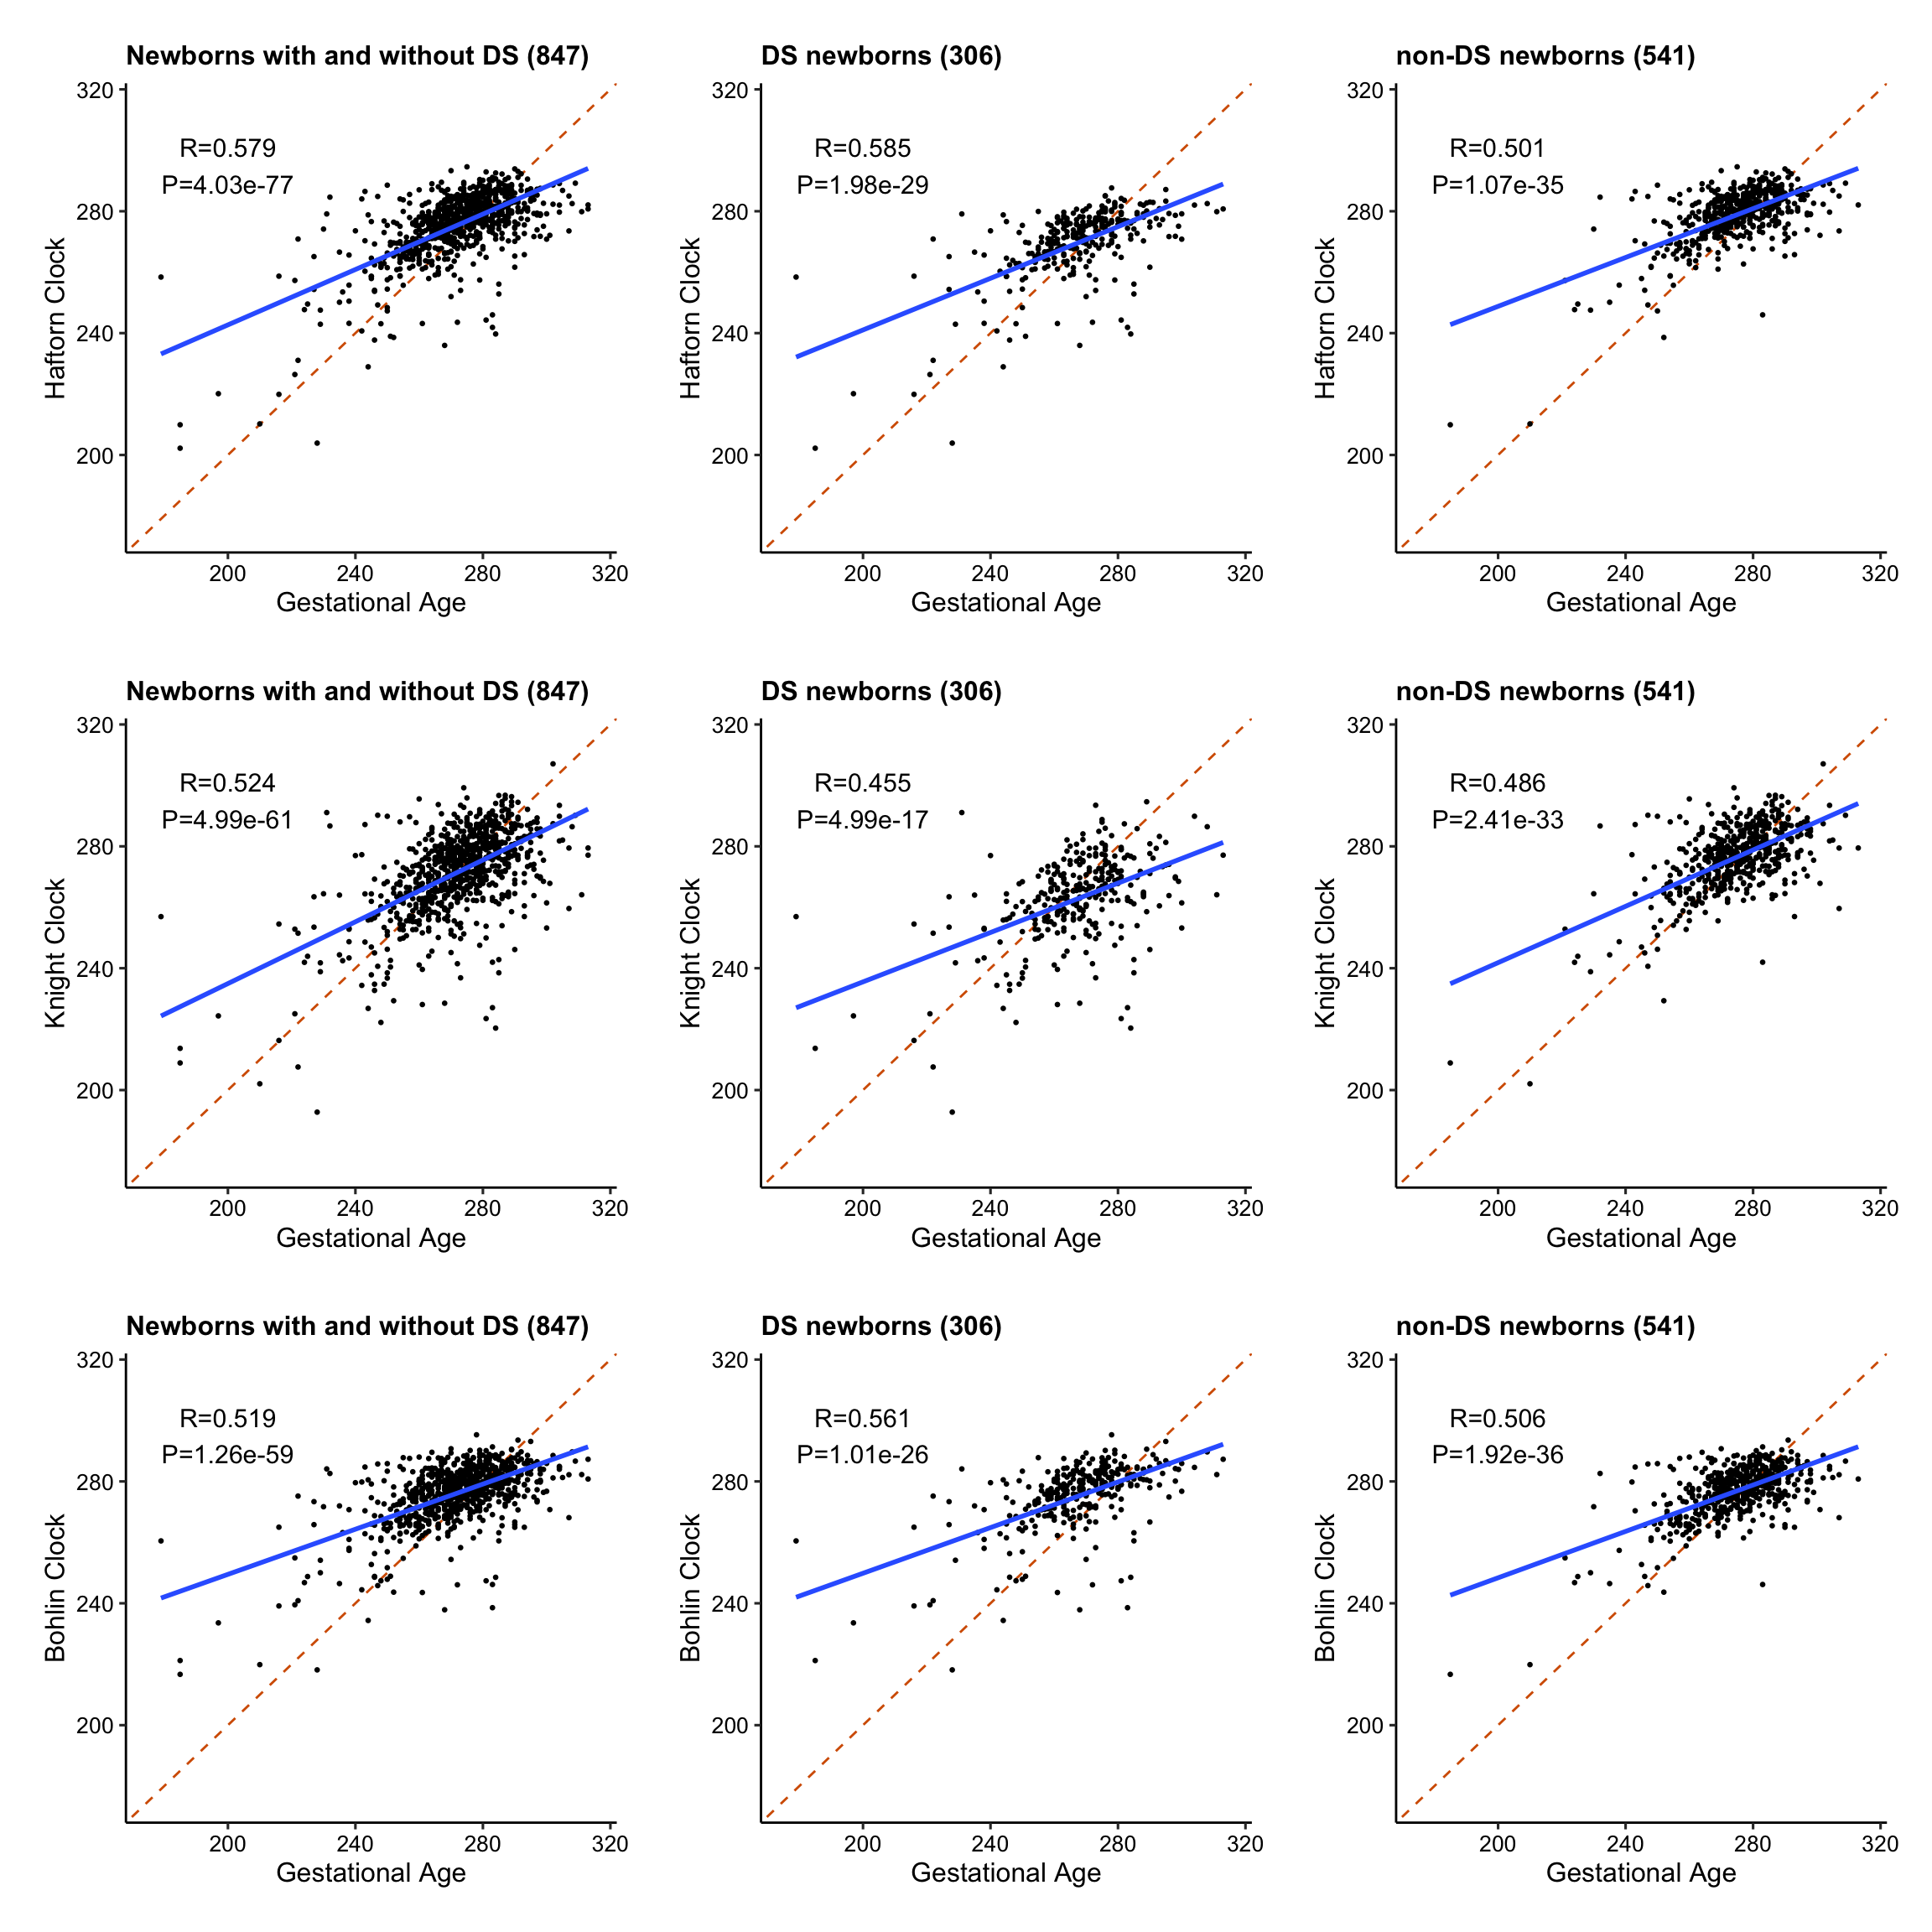 Newborns with and without DS (847)
320
280
240
200
R=0.579
P=4.03e-77
Haftorn Clock
200 240 280 320
Gestational Age
DS newborns (306)
320
280
240
200
R=0.585
P=1.98e-29
Haftorn Clock
200 240 280 320
Gestational Age
non-DS newborns (541)
320
280
240
200
R=0.501
P=1.07e-35
Haftorn Clock
200 240 280 320
Gestational Age
Newborns with and without DS (847)
320
280
240
200
R=0.524
P=4.99e-61
Knight Clock
200 240 280 320
Gestational Age
DS newborns (306)
320
280
240
200
R=0.455
P=4.99e-17
Knight Clock
200 240 280 320
Gestational Age
non-DS newborns (541)
320
280
240
200
R=0.486
P=2.41e-33
Knight Clock
200 240 280 320
Gestational Age
Newborns with and without DS (847)
320
280
240
200
R=0.519
P=1.26e-59
Bohlin Clock
200 240 280 320
Gestational Age
DS newborns (306)
320
280
240
200
R=0.561
P=1.01e-26
Bohlin Clock
200 240 280 320
Gestational Age
non-DS newborns (541)
320
280
240
200
R=0.506
P=1.92e-36
Bohlin Clock
200 240 280 320
Gestational Age